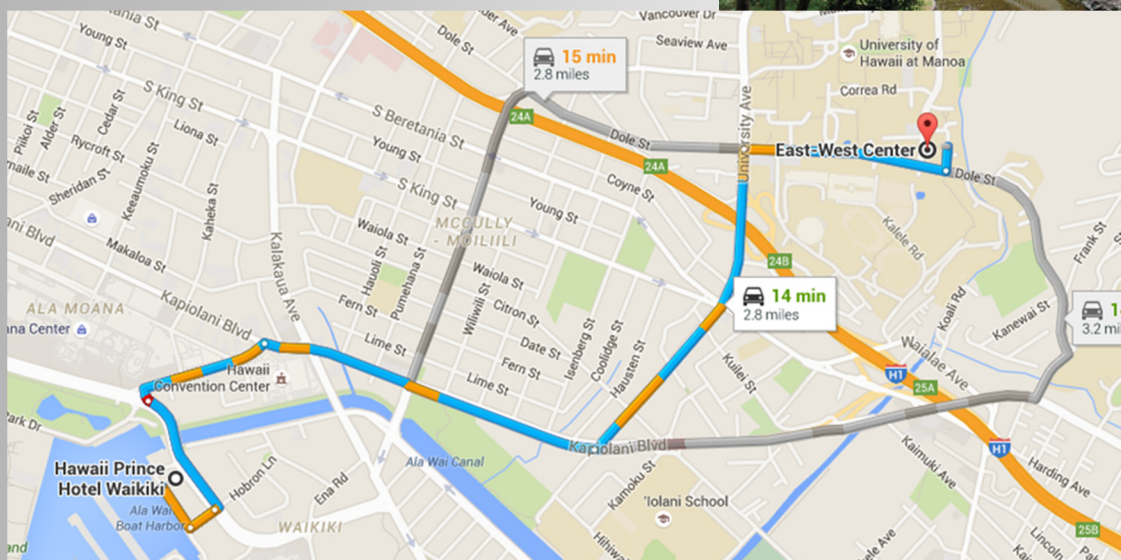 Vancouver Dr
Dole St
Seaview Ave
Young St
University of
Hawaii at Manoa
15 min
2.8 miles
Correa Rd
S King St
24A
S Beretania St
University Ave
Piikoi St
Alder St
Cedar St
Liona St
Rycroft St
Young St
Dole St
East-West Center
24A
Dole St
Sheridan St
Keeaumoku St
Kaheka St
S King St
Coyne St
Young St
MCCULLY
- MOILIILI
Kalele Rd
Frank St
Makaloa St
Kalakaua Ave
Waiola St
Hauoli St
Pumehana St
Waiola St
24B
14 min
2.8 miles
ALA MOANA
Kapiolani Blvd
Fern St
Wiliwili St
Citron St
Koali Rd
Kanewai St
3.2 mi
Lime St
Date St
Isenberg St
Coolidge St
Hausten St
Waialae Ave
Hawaii
Convention Center
Fern St
Kuilei St
H1
25A
Lime St
Park Dr
Kapiolani Blvd
Kaimuki Ave
H1
Hawaii Prince
Hotel Waikiki
Hobron Ln
Ena Rd
Ala Wai Canal
Kamoku St
'Iolani School
Harding Ave
Ala Wai
Boat Harbor
WAIKIKI
25B